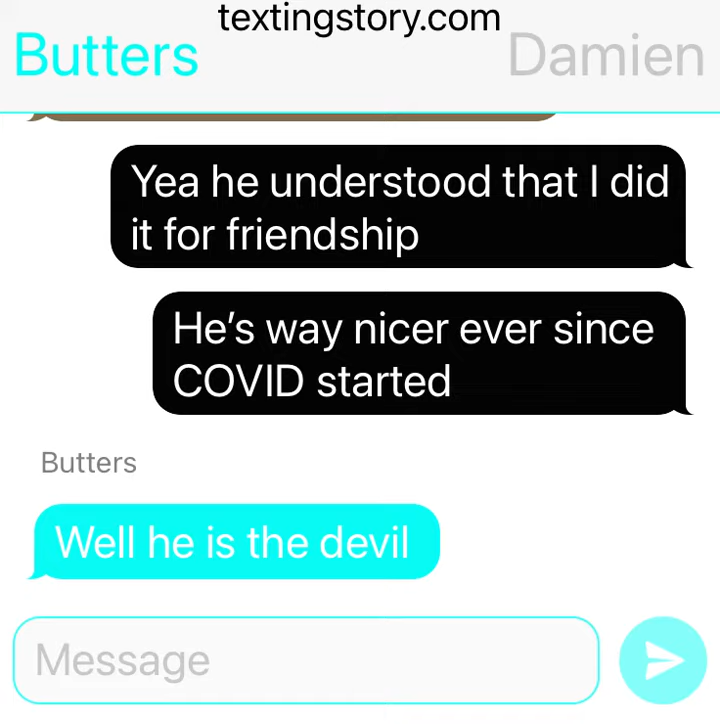 textingstory.com
Butters
Damien
Yea he understood that I did
it for friendship
He's way nicer ever since
COVID started
Butters
Well he is the devil
Message